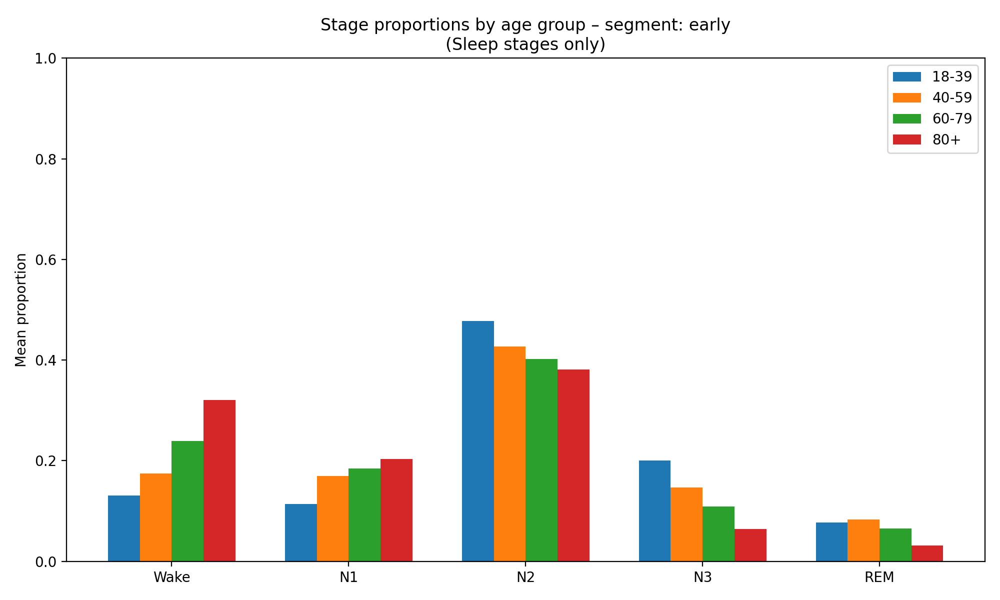 Stage proportions by age group – segment: early
(Sleep stages only)
1.0
0.8
0.6
0.4
0.2
0.0
Mean proportion
18-39
40-59
60-79
80+
Wake
N1
N2
N3
REM